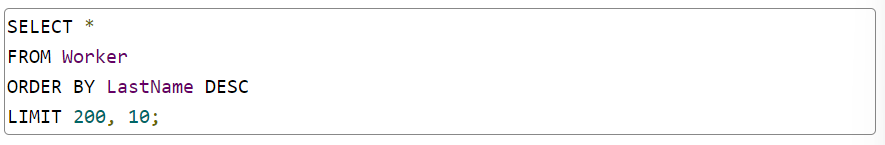 SELECT *
FROM Worker
ORDER BY LastName DESC
LIMIT 200, 10;